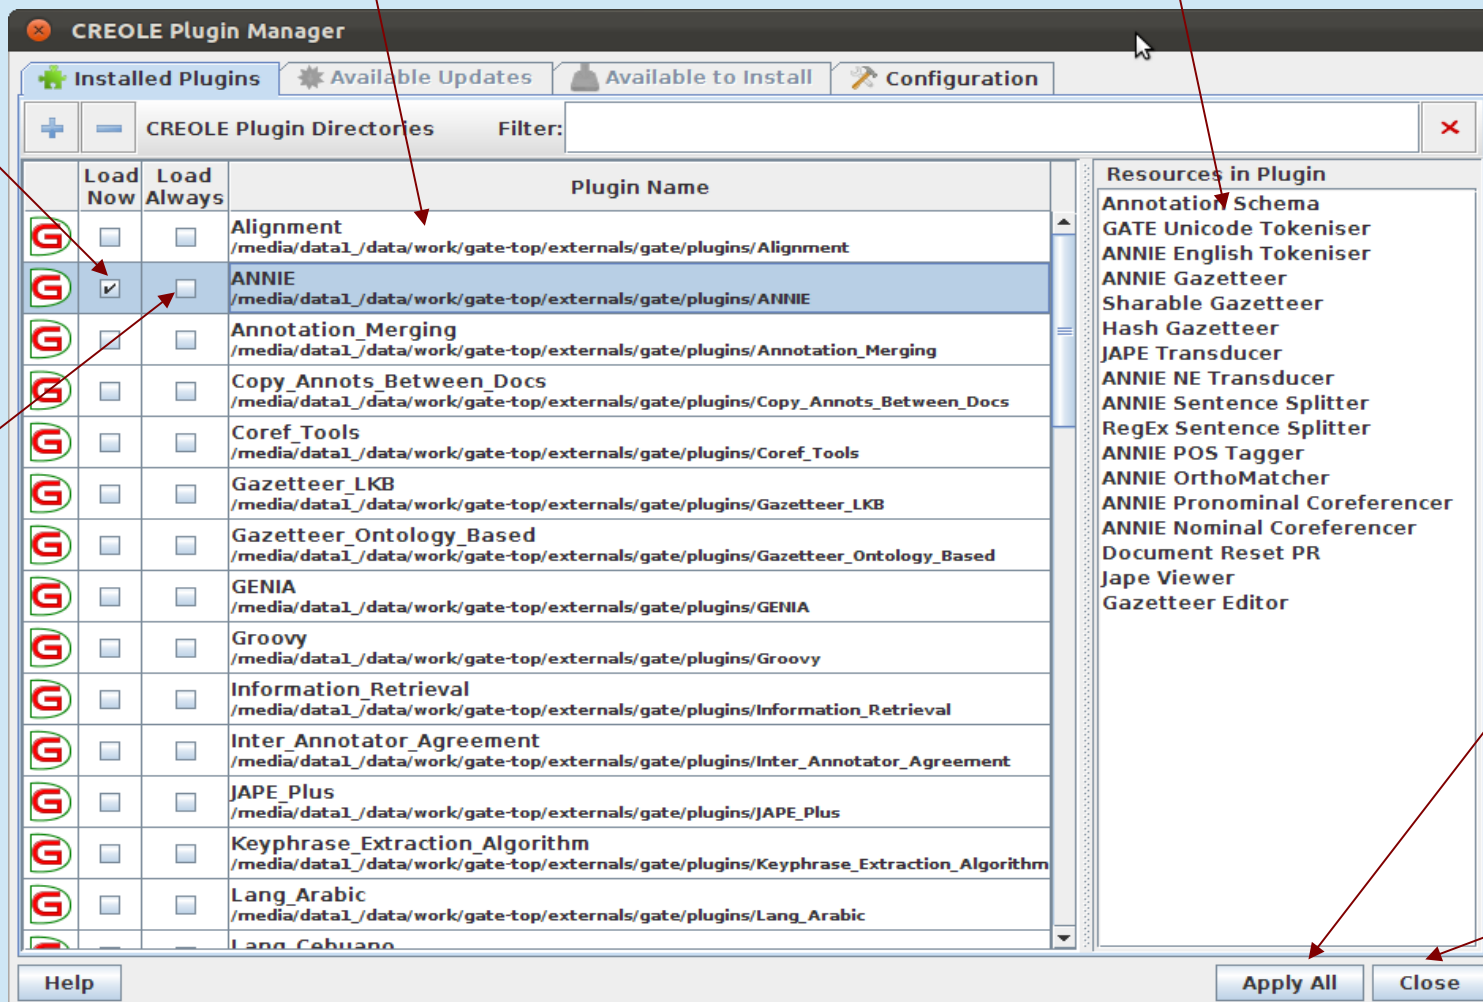 CREOLE Plugin Manager
Installed Plugins Available Updates Available to Install Configuration
CREOLE Plugin Directories Filter:
Load Now Load Always Plugin Name
Alignment
/media/data1_/data/work/gate-top/externals/gate/plugins/Alignment
ANNIE
/media/data1_/data/work/gate-top/externals/gate/plugins/ANNIE
Annotation_Merging
/media/data1_/data/work/gate-top/externals/gate/plugins/Annotation_Merging
Copy_Annots_Between_Docs
/media/data1_/data/work/gate-top/externals/gate/plugins/Copy_Annots_Between_Docs
Coref_Tools
/media/data1_/data/work/gate-top/externals/gate/plugins/Coref_Tools
Gazetteer_LKB
/media/data1_/data/work/gate-top/externals/gate/plugins/Gazetteer_LKB
Gazetteer_Ontology_Based
/media/data1_/data/work/gate-top/externals/gate/plugins/Gazetteer_Ontology_Based
GENIA
/media/data1_/data/work/gate-top/externals/gate/plugins/GENIA
Groovy
/media/data1_/data/work/gate-top/externals/gate/plugins/Groovy
Information_Retrieval
/media/data1_/data/work/gate-top/externals/gate/plugins/Information_Retrieval
Inter_Annotator_Agreement
/media/data1_/data/work/gate-top/externals/gate/plugins/Inter_Annotator_Agreement
JAPE_Plus
/media/data1_/data/work/gate-top/externals/gate/plugins/JAPE_Plus
Keyphrase_Extraction_Algorithm
/media/data1_/data/work/gate-top/externals/gate/plugins/Keyphrase_Extraction_Algorithm
Lang_Arabic
/media/data1_/data/work/gate-top/externals/gate/plugins/Lang_Arabic
Lang_Cebuano
Resources in Plugin
Annotation Schema
GATE Unicode Tokeniser
ANNIE English Tokeniser
ANNIE Gazetteer
Sharable Gazetteer
Hash Gazetteer
JAPE Transducer
ANNIE NE Transducer
ANNIE Sentence Splitter
RegEx Sentence Splitter
ANNIE POS Tagger
ANNIE OrthoMatcher
ANNIE Pronominal Coreferencer
ANNIE Nominal Coreferencer
Document Reset PR
Jape Viewer
Gazetteer Editor
Help Apply All Close